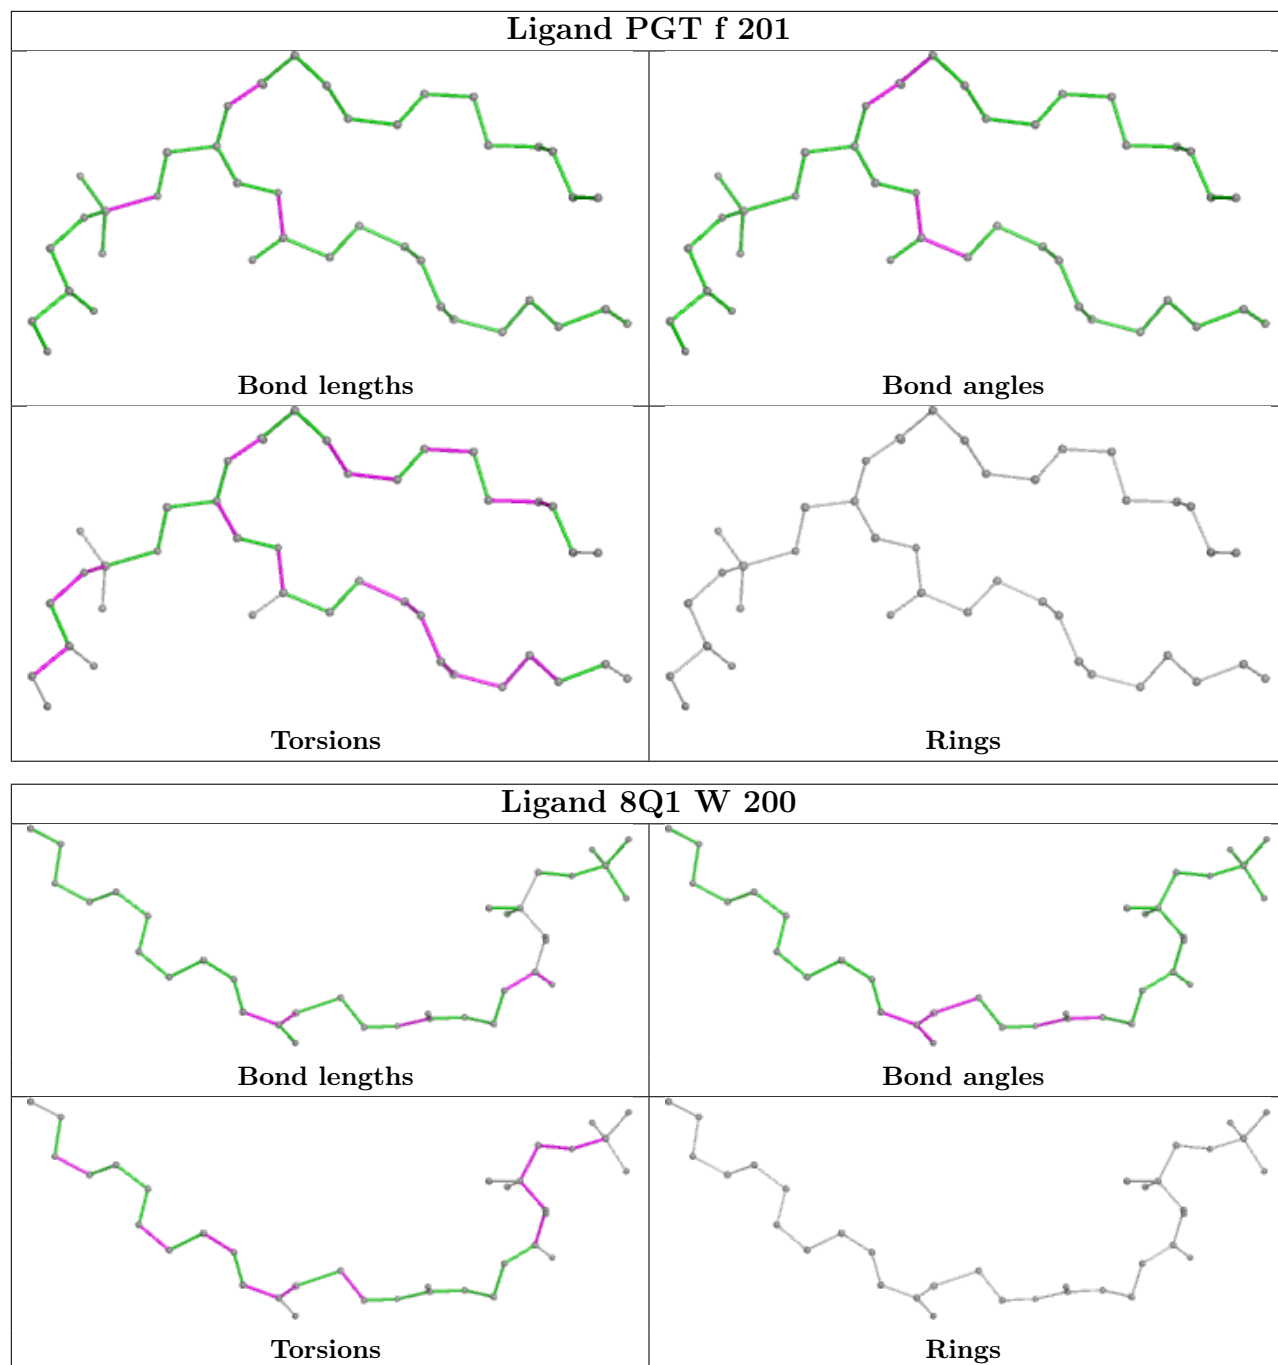 Ligand PGT f 201
Bond lengths
Bond angles
Torsions
Rings
Ligand 8Q1 W 200
Bond lengths
Bond angles
Torsions
Rings